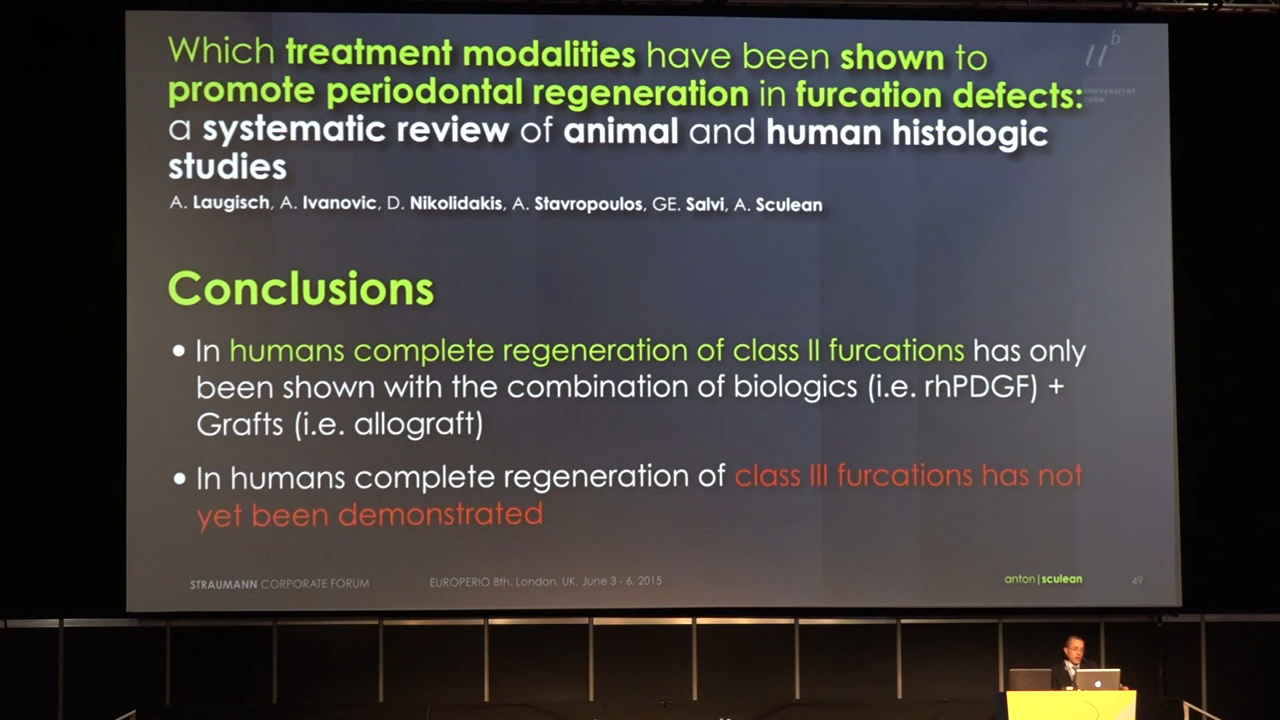 Which treatment modalities have been shown to
promote periodontal regeneration in furcation defects:
a systematic review of animal and human histologic
studies
A. Laugisch, A. Ivanovic, D. Nikolidakis, A. Stavropoulos, GE. Salvi, A. Sculean
u b
UNIVERSITÄT
BERN
Conclusions
• In humans complete regeneration of class II furcations has only
been shown with the combination of biologics (i.e. rhPDGF) +
Grafts (i.e. allograft)
• In humans complete regeneration of class III furcations has not
yet been demonstrated
STRAUMANN CORPORATE FORUM
EUROPERIO 8th. London. UK, June 3 - 6, 2015
anton|sculean
49